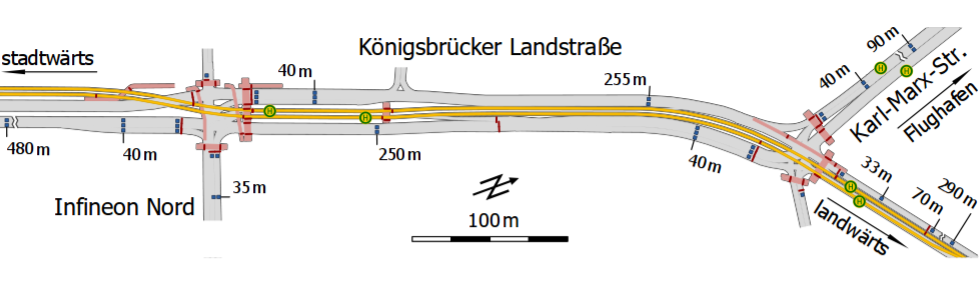 Königsbrücker Landstraße
stadtwärts
40 m
255 m
90 m
40 m
Karl-Marx-Str.
Flughafen
H
H
H
H
H
H
480 m
40 m
250 m
40 m
33 m
70 m
290 m
35 m
Infineon Nord
100 m
landwärts